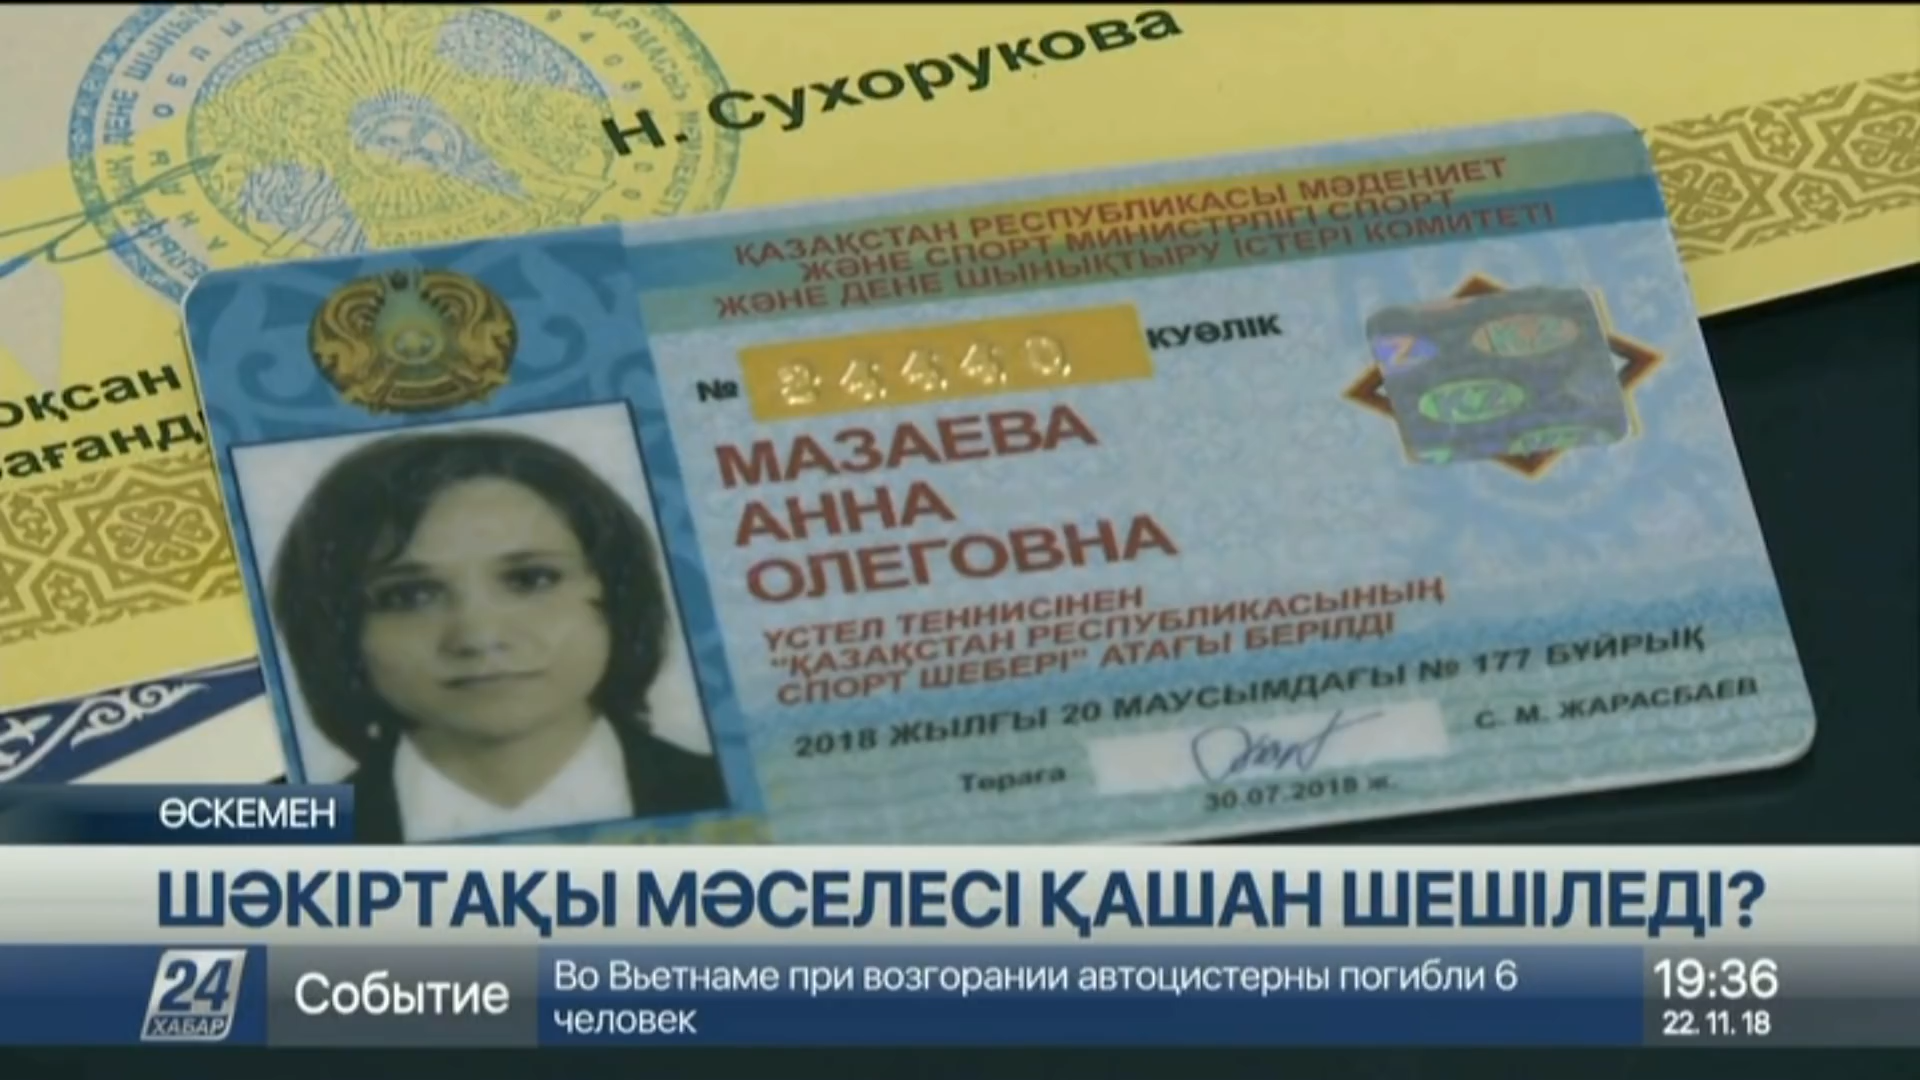 Н. Сухорукова
ҚАЗАҚСТАН РЕСПУБЛИКАСЫ МӘДЕНИЕТ
ЖӘНЕ СПОРТ МИНИСТРЛІГІ СПОРТ
ЖӘНЕ ДЕНЕ ШЫНЫҚТЫРУ ІСТЕРІ КОМИТЕТІ
№ 24440 КУӘЛІК
МАЗАЕВА
АННА
ОЛЕГОВНА
ҮСТЕЛ ТЕННИСІНЕН
"ҚАЗАҚСТАН РЕСПУБЛИКАСЫНЫҢ
СПОРТ ШЕБЕРІ" АТАҒЫ БЕРІЛДІ
2018 ЖЫЛҒЫ 20 МАУСЫМДАҒЫ № 177 БҰЙРЫҚ
Төраға
С. М. ЖАРАСБАЕВ
30.07.2018 ж.
ӨСКЕМЕН
ШӘКІРТАҚЫ МӘСЕЛЕСІ ҚАШАН ШЕШІЛЕДІ?
24 ХАБАР
Событие
Во Вьетнаме при возгорании автоцистерны погибли 6
человек
19:36
22.11.18